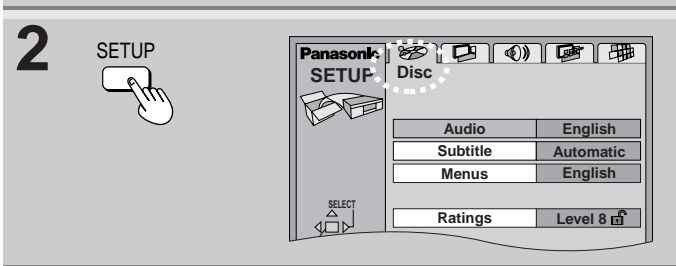 2
SETUP
Panasonic
SETUP
Disc
Audio English
Subtitle Automatic
Menus English
SELECT
Ratings Level 8